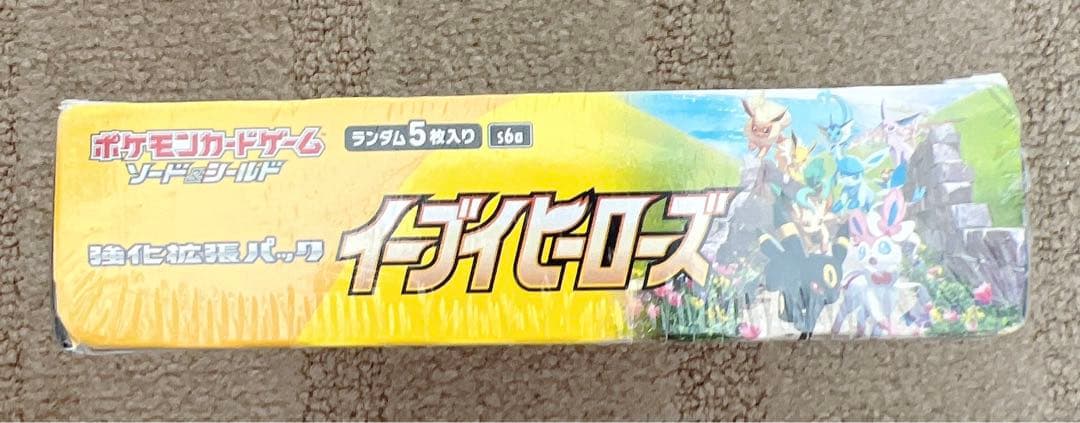 ポケモンカードゲーム
ソード&シールド
ランダム5枚入り S6a
強化拡張パック
イーブイヒーローズ